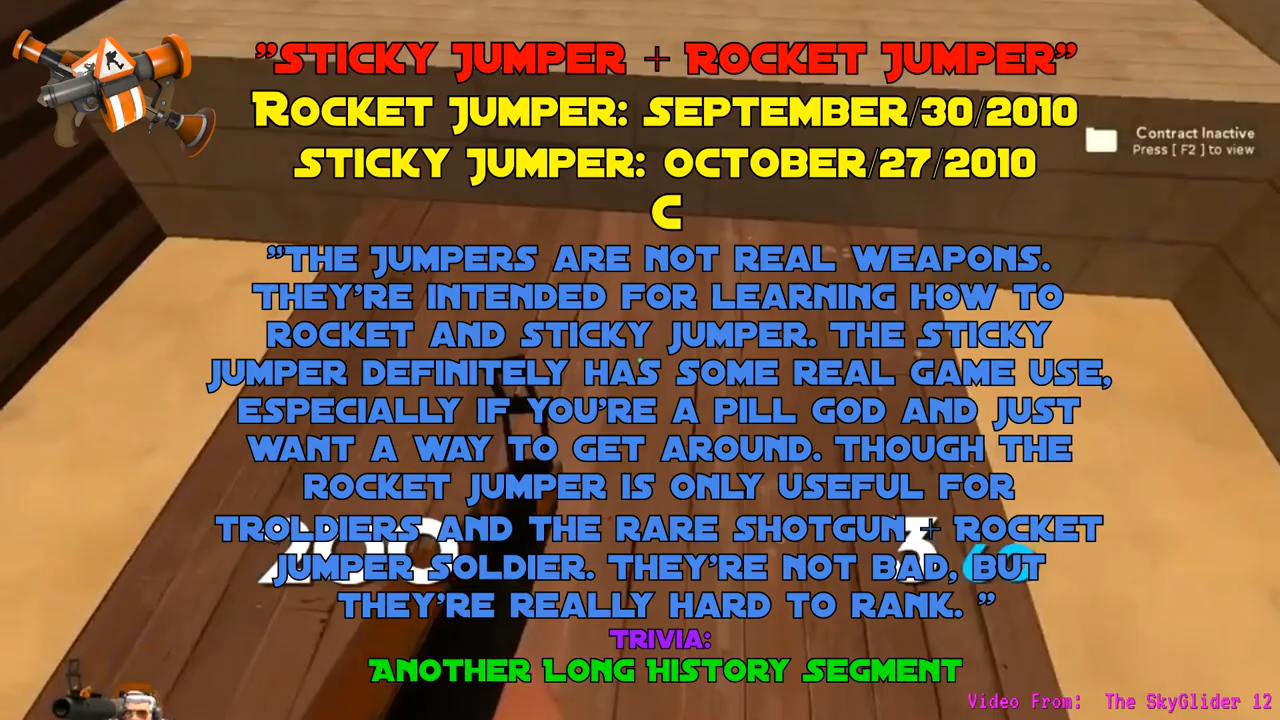 "Sticky Jumper + Rocket Jumper"
Rocket Jumper: September/30/2010
Sticky Jumper: October/27/2010
C
Contract Inactive
Press [ F2 ] to view
"The Jumpers are not real weapons.
They're intended for learning how to
rocket and sticky jumper. The Sticky
Jumper definitely has some real game use,
especially if you're a pill god and just
want a way to get around. Though the
Rocket Jumper is only useful for
Troldiers and the rare Shotgun + Rocket
Jumper Soldier. They're not bad, but
they're really hard to rank. "
200
3 60
Trivia:
Another Long History Segment
Video From: The SkyGlider 12